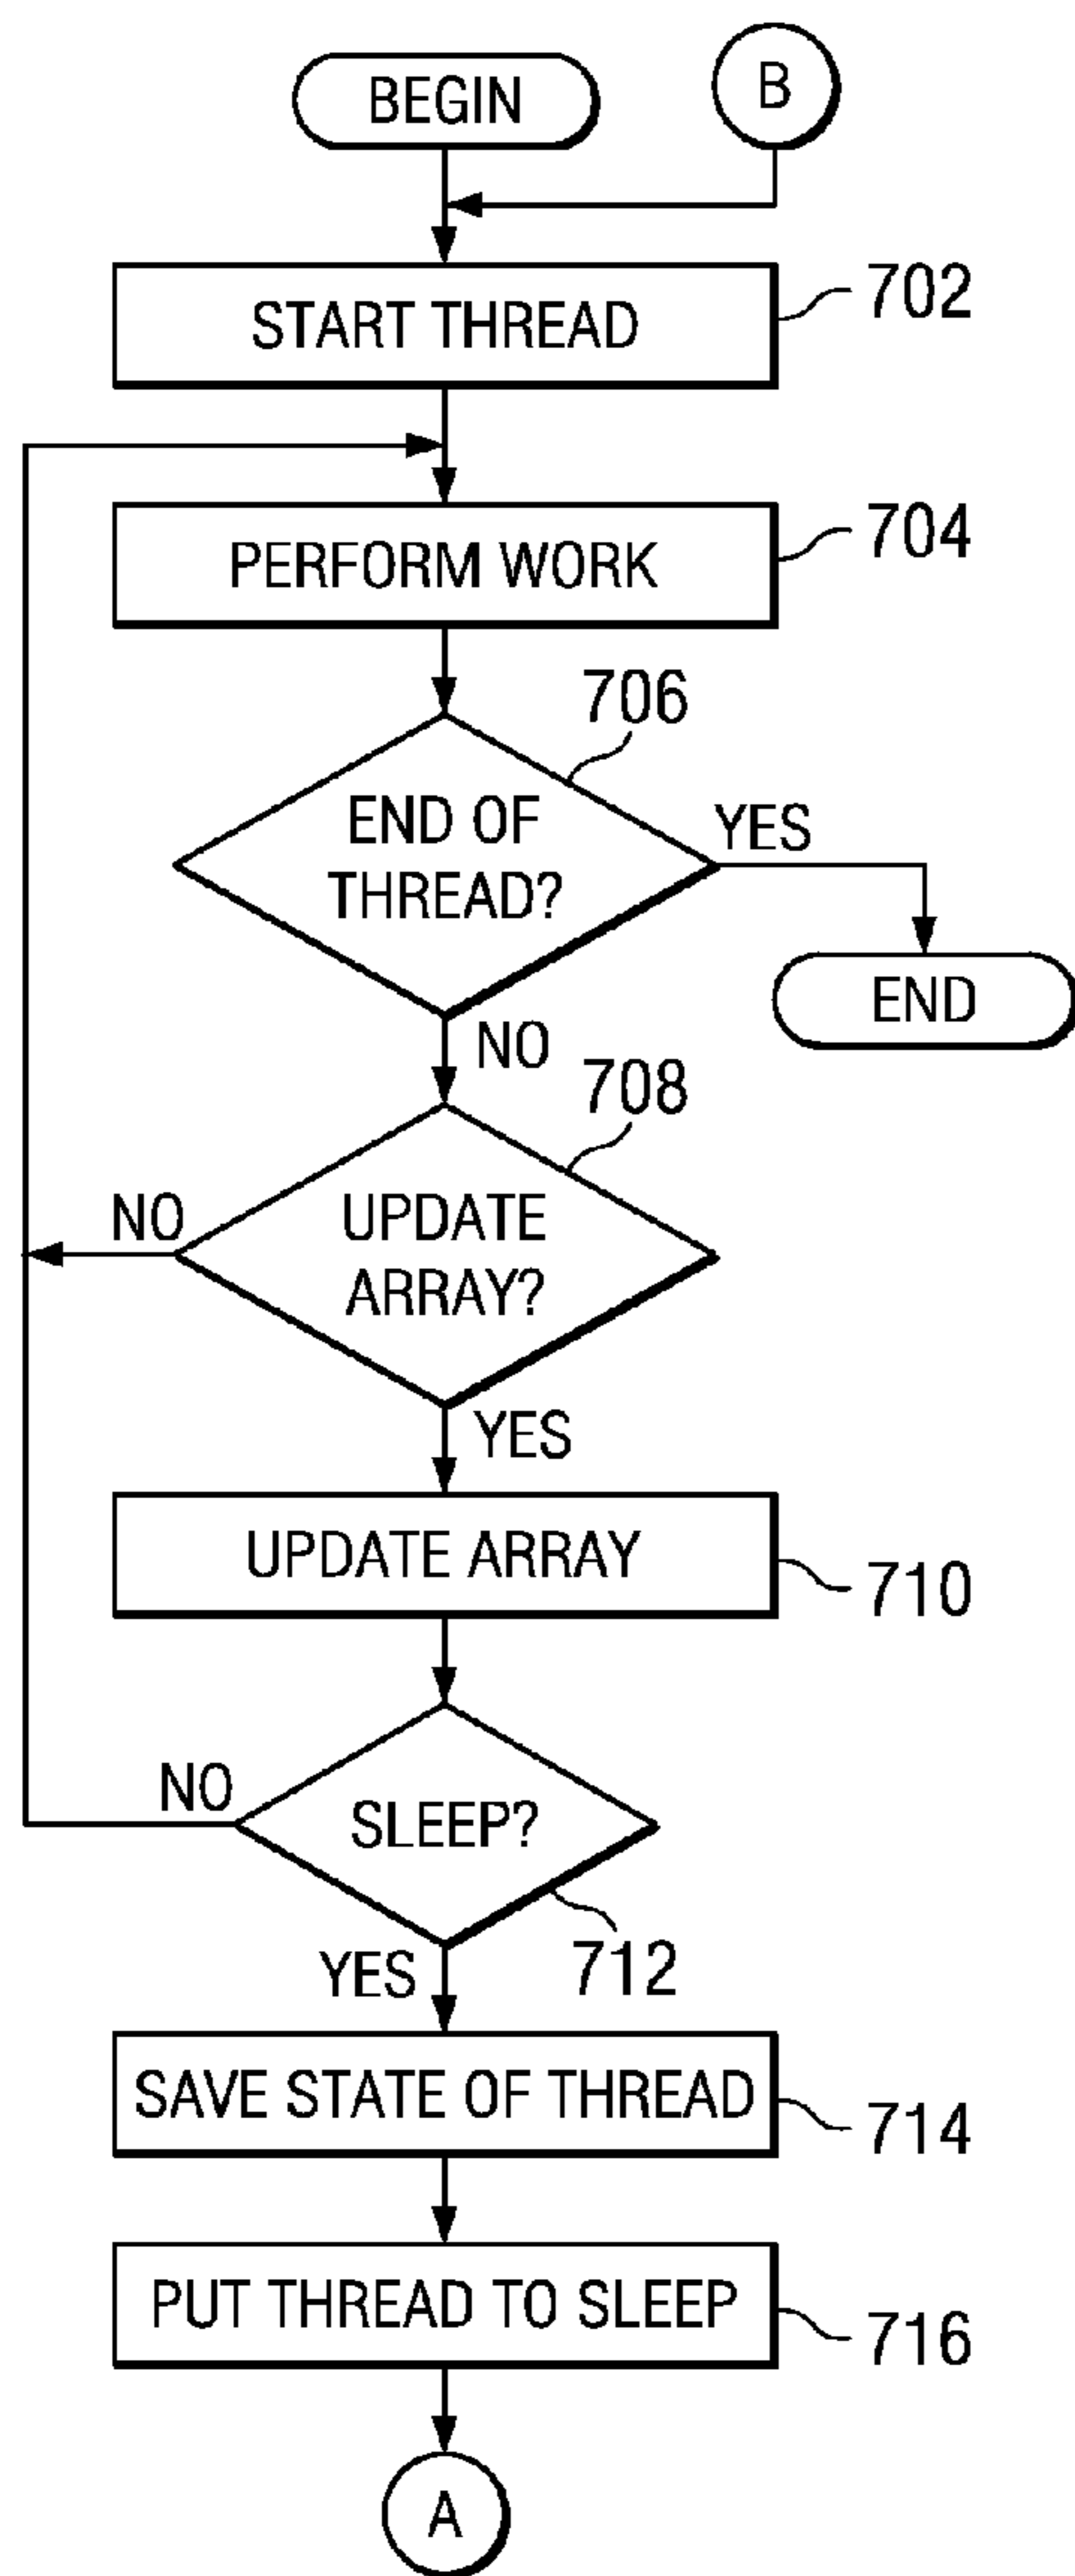 BEGIN
B
START THREAD
702
PERFORM WORK
704
706
END OF
THREAD?
YES
END
NO
708
NO
UPDATE
ARRAY?
YES
UPDATE ARRAY
710
NO
SLEEP?
YES
712
SAVE STATE OF THREAD
714
PUT THREAD TO SLEEP
716
A